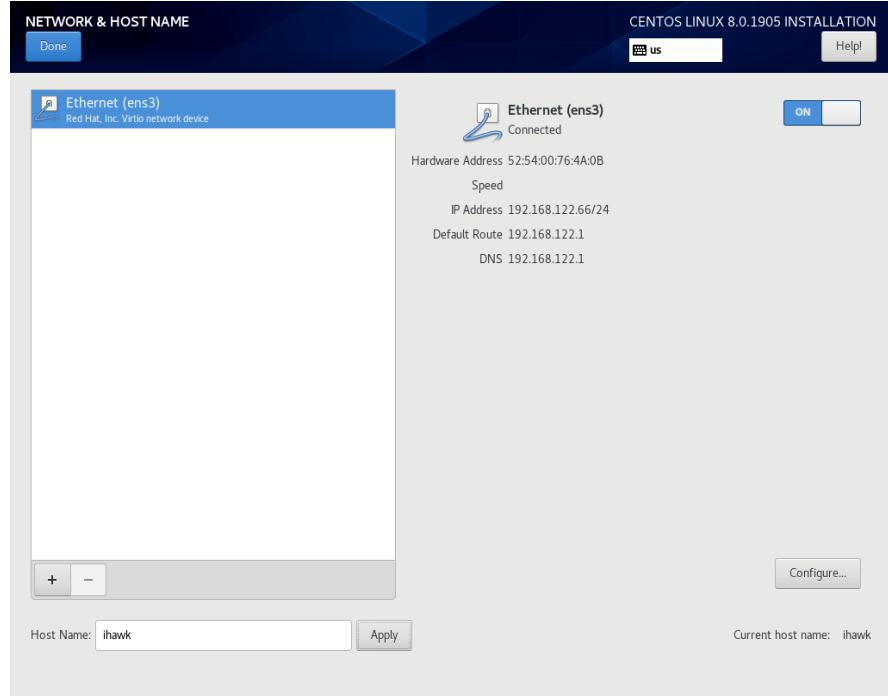 NETWORK & HOST NAME
CENTOS LINUX 8.0.1905 INSTALLATION
Done
us
Help!
Ethernet (ens3)
Red Hat, Inc. Virtio network device
Ethernet (ens3)
Connected
ON
Hardware Address 52:54:00:76:4A:0B
Speed
IP Address 192.168.122.66/24
Default Route 192.168.122.1
DNS 192.168.122.1
+ −
Configure...
Host Name: ihawk Apply
Current host name: ihawk